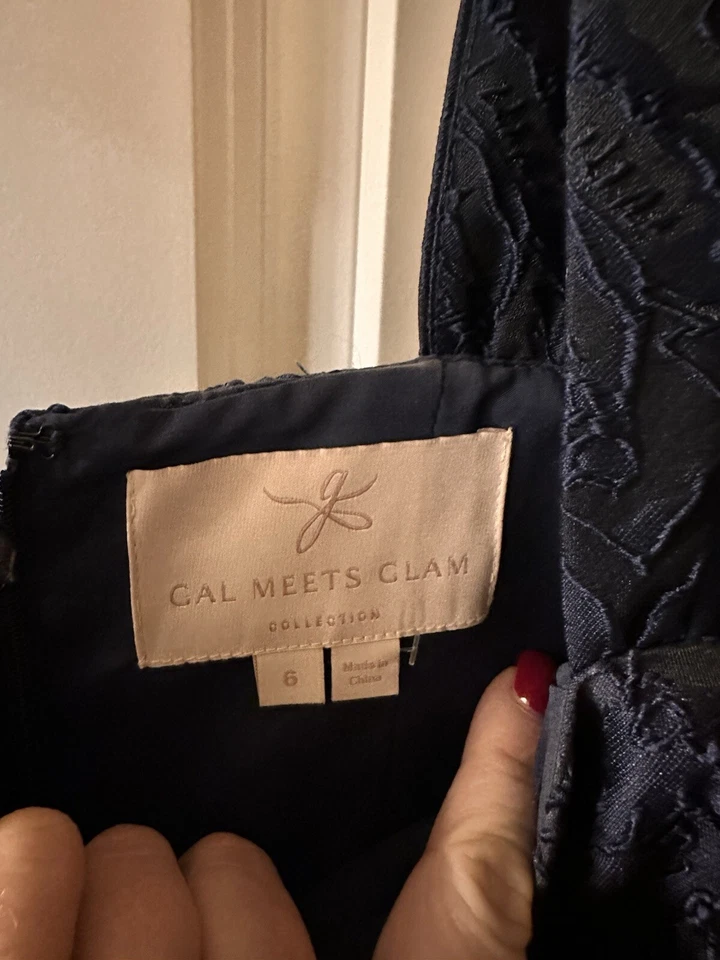 g
GAL MEETS GLAM
COLLECTION
6
Made in
China